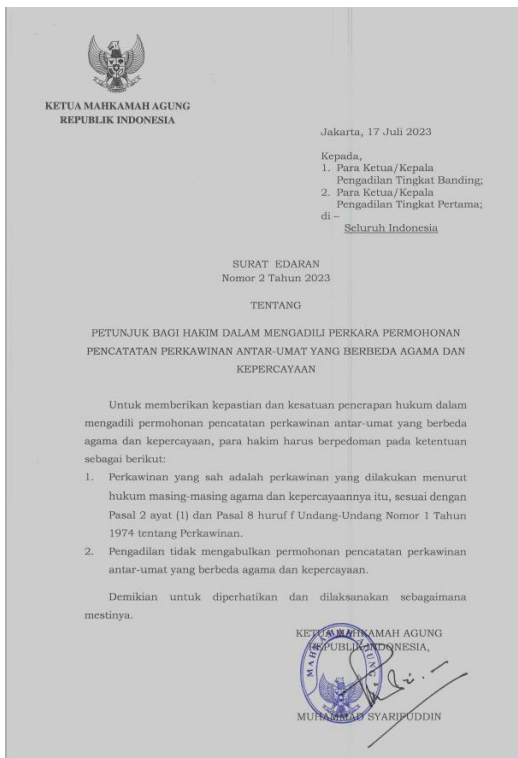 KETUA MAHKAMAH AGUNG
REPUBLIK INDONESIA
Jakarta, 17 Juli 2023
Kepada,
1. Para Ketua/Kepala
Pengadilan Tingkat Banding;
2. Para Ketua/Kepala
Pengadilan Tingkat Pertama;
di –
Seluruh Indonesia
SURAT EDARAN
Nomor 2 Tahun 2023
TENTANG
PETUNJUK BAGI HAKIM DALAM MENGADILI PERKARA PERMOHONAN
PENCATATAN PERKAWINAN ANTAR-UMAT YANG BERBEDA AGAMA DAN
KEPERCAYAAN
Untuk memberikan kepastian dan kesatuan penerapan hukum dalam
mengadili permohonan pencatatan perkawinan antar-umat yang berbeda
agama dan kepercayaan, para hakim harus berpedoman pada ketentuan
sebagai berikut:
1. Perkawinan yang sah adalah perkawinan yang dilakukan menurut
hukum masing-masing agama dan kepercayaannya itu, sesuai dengan
Pasal 2 ayat (1) dan Pasal 8 huruf f Undang-Undang Nomor 1 Tahun
1974 tentang Perkawinan.
2. Pengadilan tidak mengabulkan permohonan pencatatan perkawinan
antar-umat yang berbeda agama dan kepercayaan.
Demikian untuk diperhatikan dan dilaksanakan sebagaimana
mestinya.
KETUA MAHKAMAH AGUNG
REPUBLIK INDONESIA,
MAHKAMAH AGUNG
MUHAMMAD SYARIFUDDIN